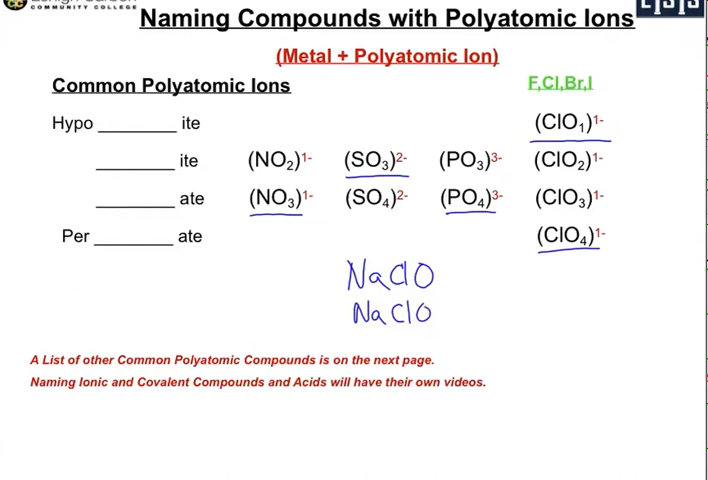 COMMUNITY COLLEGE
Naming Compounds with Polyatomic Ions
(Metal + Polyatomic Ion)
Common Polyatomic Ions F,Cl,Br,I
Hypo ________ ite (ClO₁)¹⁻
________ ite (NO₂)¹⁻ (SO₃)²⁻ (PO₃)³⁻ (ClO₂)¹⁻
________ ate (NO₃)¹⁻ (SO₄)²⁻ (PO₄)³⁻ (ClO₃)¹⁻
Per ________ ate (ClO₄)¹⁻
NaClO
NaClO
A List of other Common Polyatomic Compounds is on the next page.
Naming Ionic and Covalent Compounds and Acids will have their own videos.